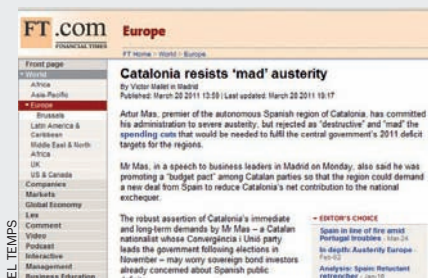 FT.com
FINANCIAL TIMES
Europe
FT Home > World > Europe
Front page
World
Africa
Asia-Pacific
Europe
Brussels
Latin America &
Caribbean
Middle East & North
Africa
UK
US & Canada
Companies
Markets
Global Economy
Lex
Comment
Video
Podcast
Interactive
Management
Business Education
Catalonia resists 'mad' austerity
By Victor Mallet in Madrid
Published: March 28 2011 13:59 | Last updated: March 28 2011 19:17
Artur Mas, premier of the autonomous Spanish region of Catalonia, has committed
his administration to severe austerity, but rejected as "destructive" and "mad" the
spending cuts that would be needed to fulfil the central government's 2011 deficit
targets for the regions.
Mr Mas, in a speech to business leaders in Madrid on Monday, also said he was
promoting a "budget pact" among Catalan parties so that the region could demand
a new deal from Spain to reduce Catalonia's net contribution to the national
exchequer.
The robust assertion of Catalonia's immediate
and long-term demands by Mr Mas – a Catalan
nationalist whose Convergència i Unió party
leads the government following elections in
November – may worry sovereign bond investors
already concerned about Spanish public
EDITOR'S CHOICE
Spain in line of fire amid
Portugal troubles - Mar-24
In depth: Austerity Europe -
Feb-02
Analysis: Spain: Reluctant
retrencher - Jan-16
EL TEMPS